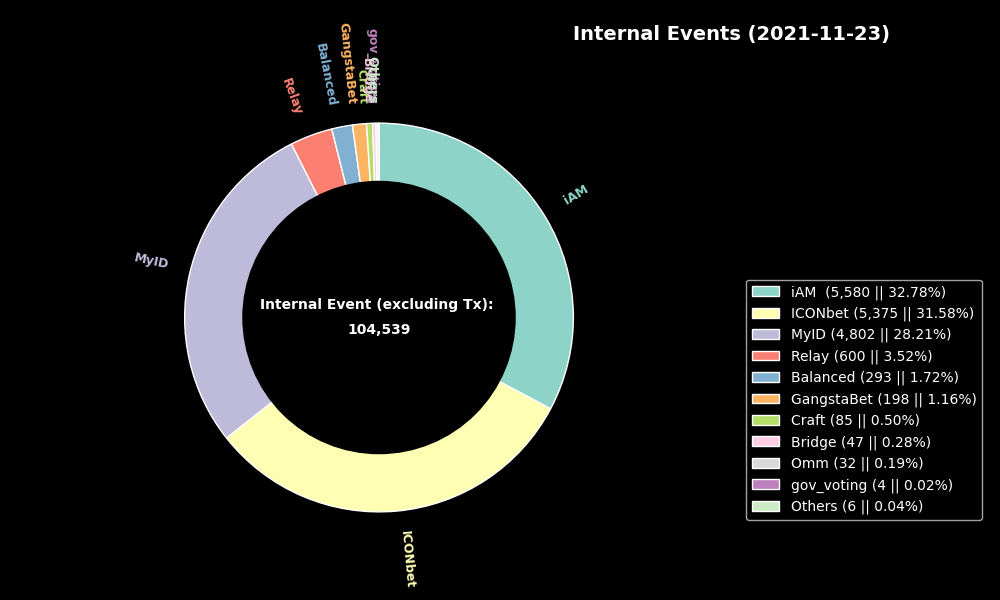 Internal Events (2021-11-23)
gov_voting
GangstaBet
Balanced
Craft
Relay
iAM
MyID
Internal Event (excluding Tx):
104,539
ICONbet
iAM  (5,580 || 32.78%)
ICONbet (5,375 || 31.58%)
MyID (4,802 || 28.21%)
Relay (600 || 3.52%)
Balanced (293 || 1.72%)
GangstaBet (198 || 1.16%)
Craft (85 || 0.50%)
Bridge (47 || 0.28%)
Omm (32 || 0.19%)
gov_voting (4 || 0.02%)
Others (6 || 0.04%)